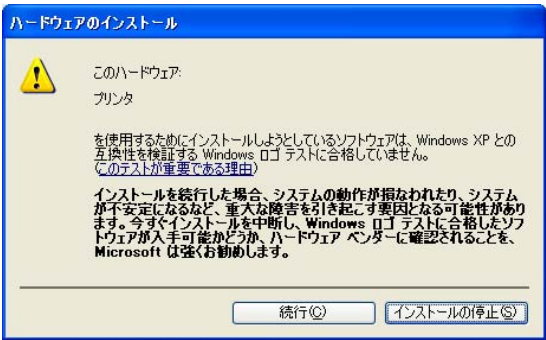 ハードウェアのインストール
このハードウェア:
プリンタ
を使用するためにインストールしようとしているソフトウェアは、Windows XP との
互換性を検証する Windows ロゴ テストに合格していません。
(このテストが重要である理由)
インストールを続行した場合、システムの動作が損なわれたり、システム
が不安定になるなど、重大な障害を引き起こす要因となる可能性があり
ます。今すぐインストールを中断し、Windows ロゴ テストに合格したソフ
トウェアが入手可能かどうか、ハードウェア ベンダーに確認されることを、
Microsoft は強くお勧めします。
続行(C)
インストールの停止(S)